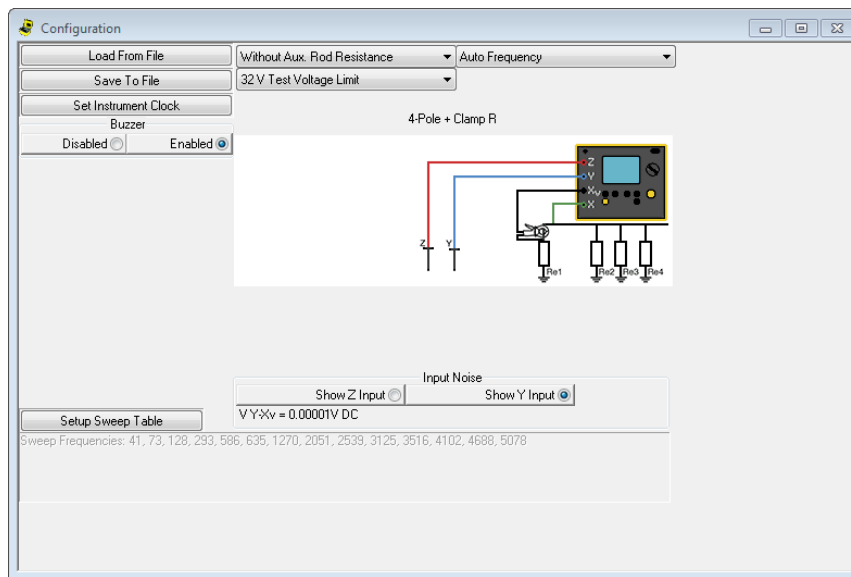 Configuration
Load From File
Without Aux. Rod Resistance
Auto Frequency
Save To File
32 V Test Voltage Limit
Set Instrument Clock
Buzzer
4-Pole + Clamp R
Disabled
Enabled
Z
Y
Xv
X
Z
Y
Re1
Re2
Re3
Re4
Input Noise
Show Z Input
Show Y Input
Setup Sweep Table
V Y-Xv = 0.00001V DC
Sweep Frequencies: 41, 73, 128, 293, 586, 635, 1270, 2051, 2539, 3125, 3516, 4102, 4688, 5078